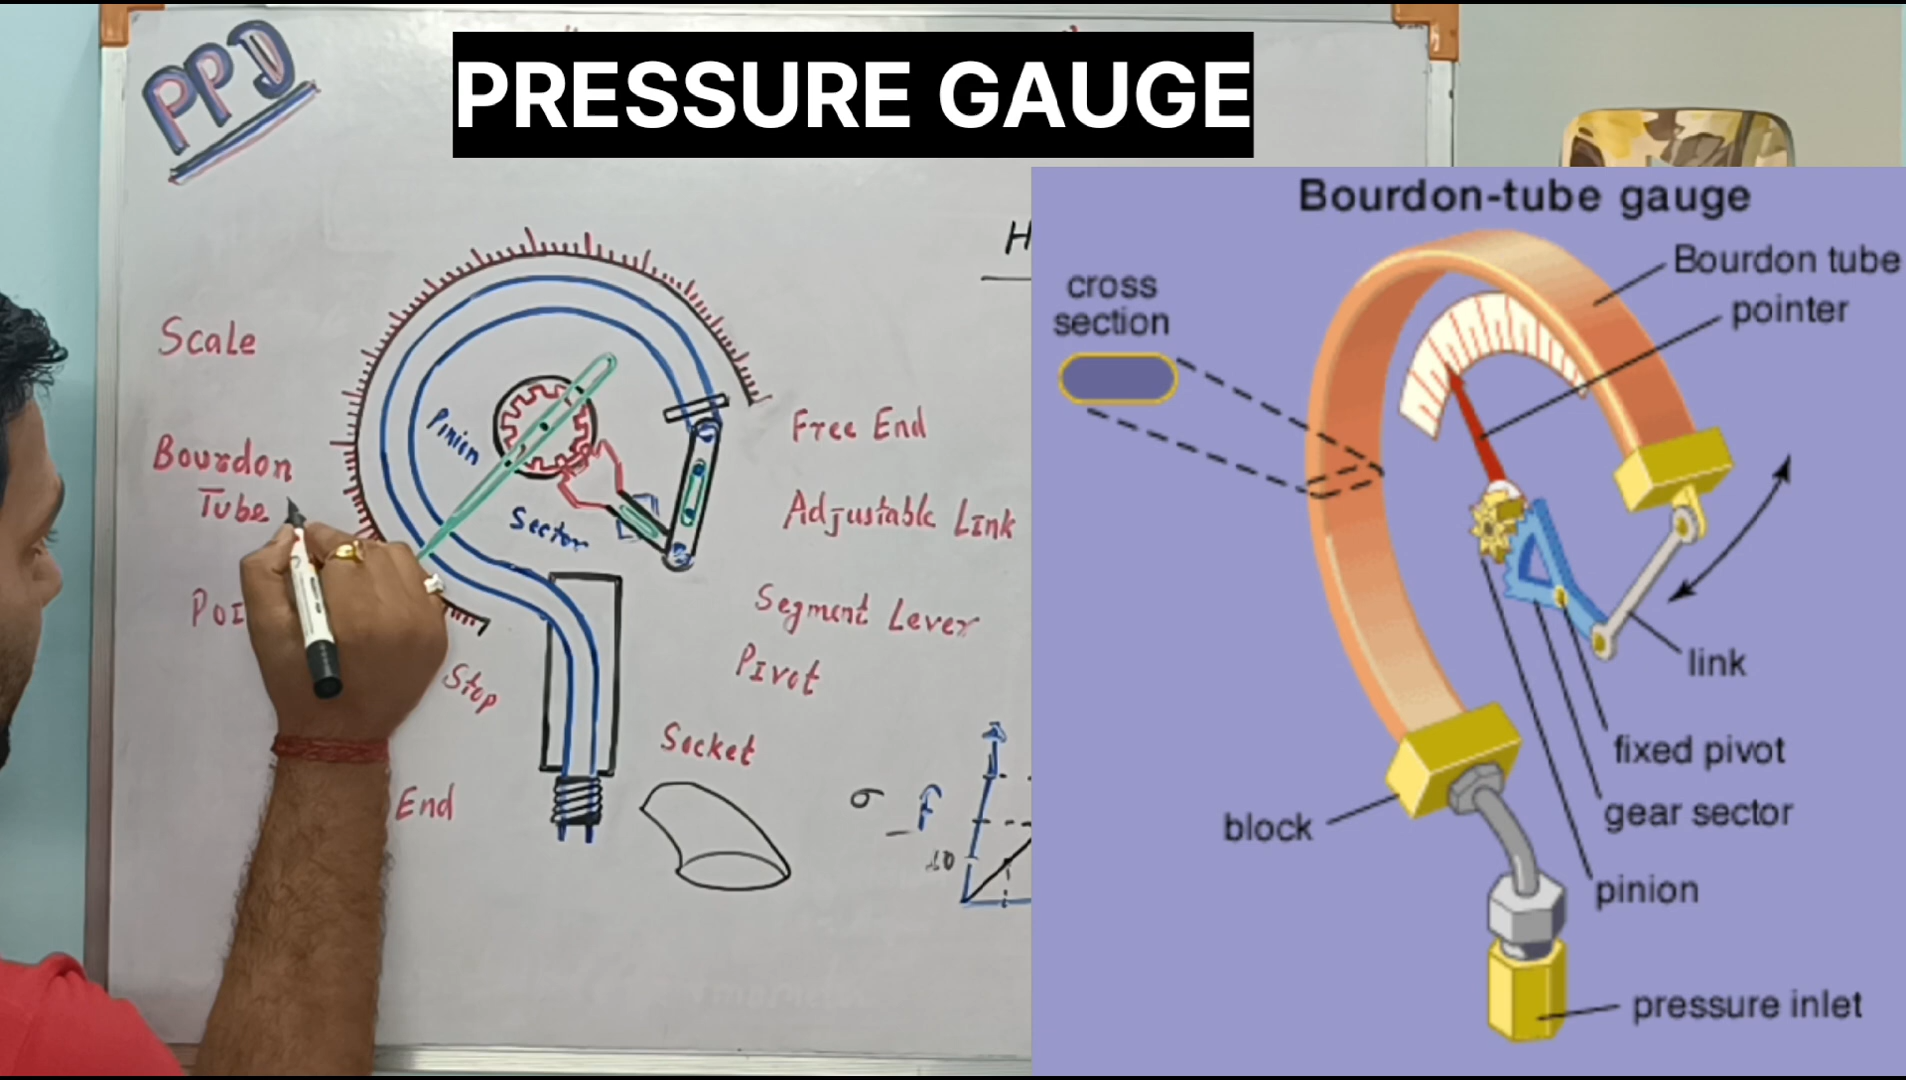 PPD
PRESSURE GAUGE
H
Scale
Bourdon
Tube
Pinion
Sector
Free End
Adjustable Link
Segment Lever
Pivot
Stop
Socket
End
σ
F
10
Bourdon-tube gauge
cross
section
Bourdon tube
pointer
link
fixed pivot
gear sector
block
pinion
pressure inlet